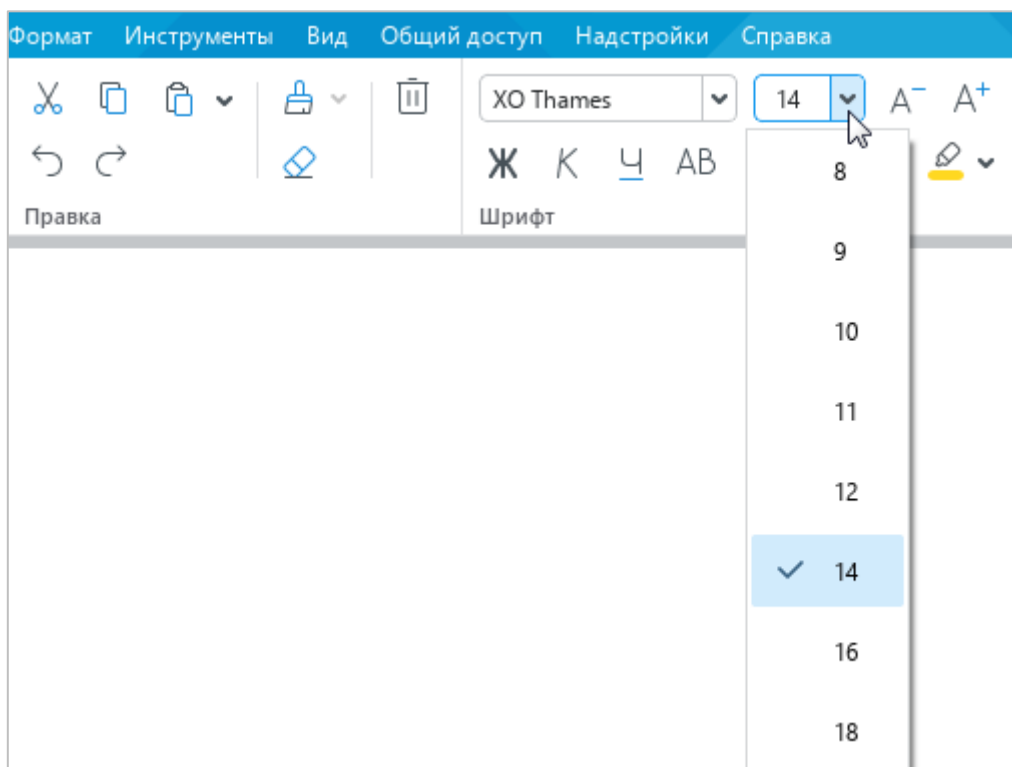 Формат Инструменты Вид Общий доступ Надстройки Справка
XO Thames 14 A− A+
Ж К Ч АВ
Правка Шрифт
8
9
10
11
12
14
16
18